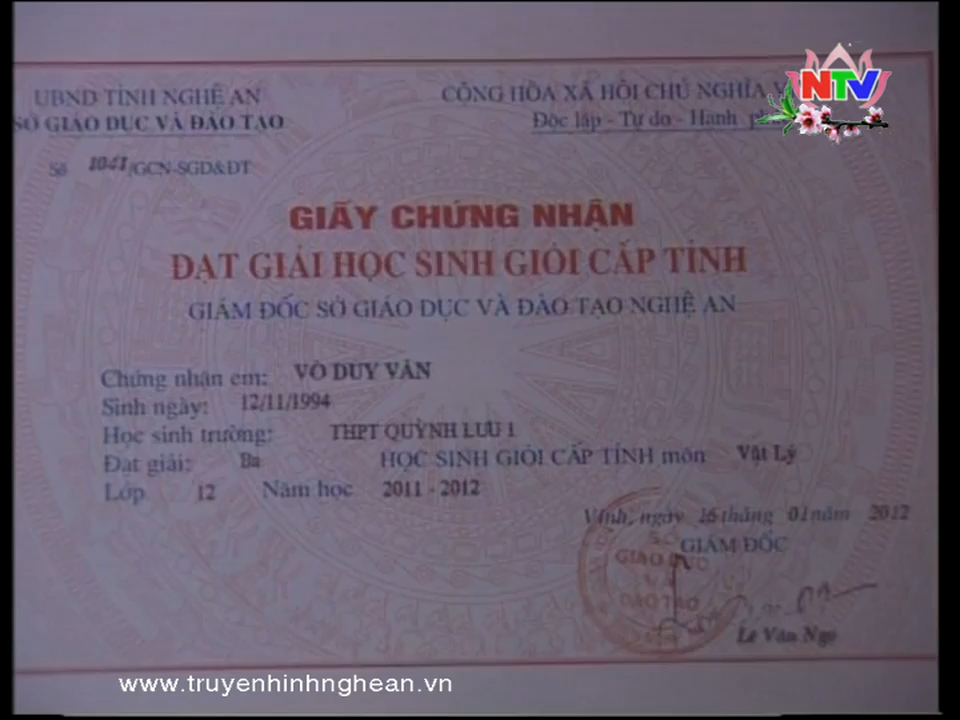 NTV
UBND TỈNH NGHỆ AN
SỞ GIÁO DỤC VÀ ĐÀO TẠO
CỘNG HÒA XÃ HỘI CHỦ NGHĨA
Độc lập - Tự do - Hạnh
Số 1041/GCN-SGD&ĐT
GIẤY CHỨNG NHẬN
ĐẠT GIẢI HỌC SINH GIỎI CẤP TỈNH
GIÁM ĐỐC SỞ GIÁO DỤC VÀ ĐÀO TẠO NGHỆ AN
Chứng nhận em: VÕ DUY VĂN
Sinh ngày: 12/11/1994
Học sinh trường: THPT QUỲNH LƯU 1
Đạt giải: Ba HỌC SINH GIỎI CẤP TỈNH môn Vật Lý
Lớp 12 Năm học 2011 - 2012
Vinh, ngày 16 tháng 01 năm 2012
GIÁM ĐỐC
SỞ
GIÁO DỤC
VÀ
ĐÀO TẠO
Lê Văn Ngọ
www.truyenhinhnghean.vn